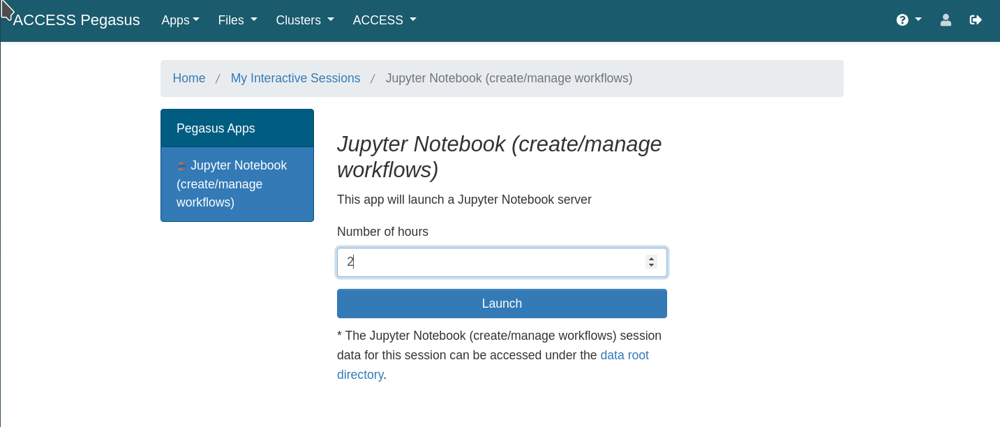 ACCESS Pegasus Apps Files Clusters ACCESS
Home / My Interactive Sessions / Jupyter Notebook (create/manage workflows)
Pegasus Apps
Jupyter Notebook
(create/manage
workflows)
Jupyter Notebook (create/manage
workflows)
This app will launch a Jupyter Notebook server
Number of hours
2
Launch
* The Jupyter Notebook (create/manage workflows) session
data for this session can be accessed under the data root
directory.